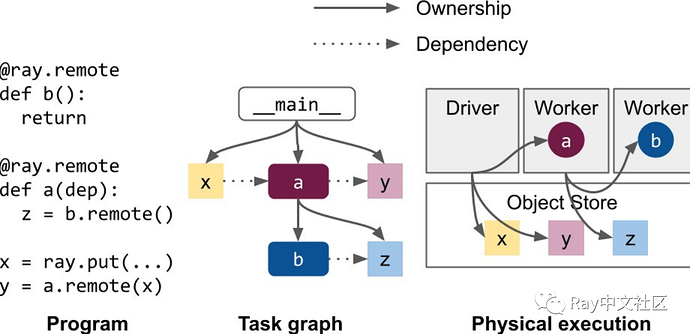 Ownership
Dependency
@ray.remote
def b():
  return
@ray.remote
def a(dep):
  z = b.remote()
x = ray.put(...)
y = a.remote(x)
Program
__main__
x
a
y
b
z
Task graph
Driver
Worker
Worker
a
b
Object Store
x
y
z
Physical execution
Ray中文社区